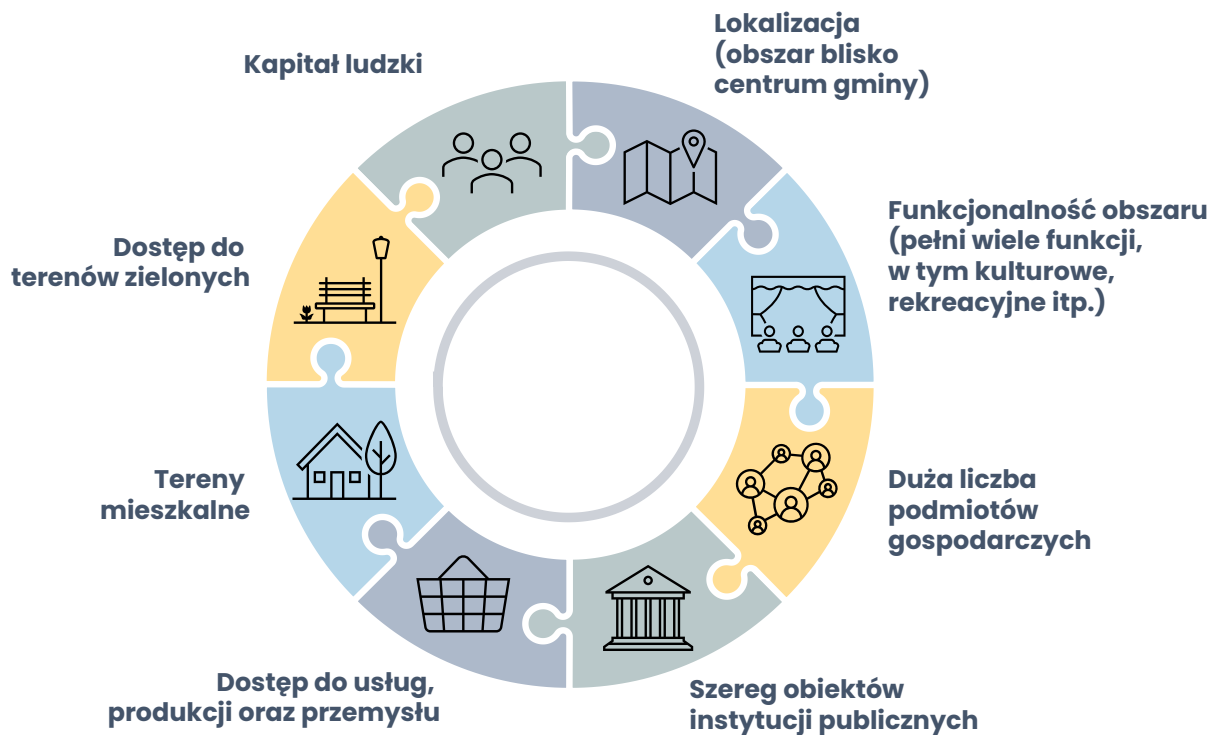 Kapitał ludzki
Lokalizacja
(obszar blisko
centrum gminy)
Funkcjonalność obszaru
(pełni wiele funkcji,
w tym kulturowe,
rekreacyjne itp.)
Dostęp do
terenów zielonych
Tereny
mieszkalne
Duża liczba
podmiotów
gospodarczych
Dostęp do usług,
produkcji oraz przemysłu
Szereg obiektów
instytucji publicznych